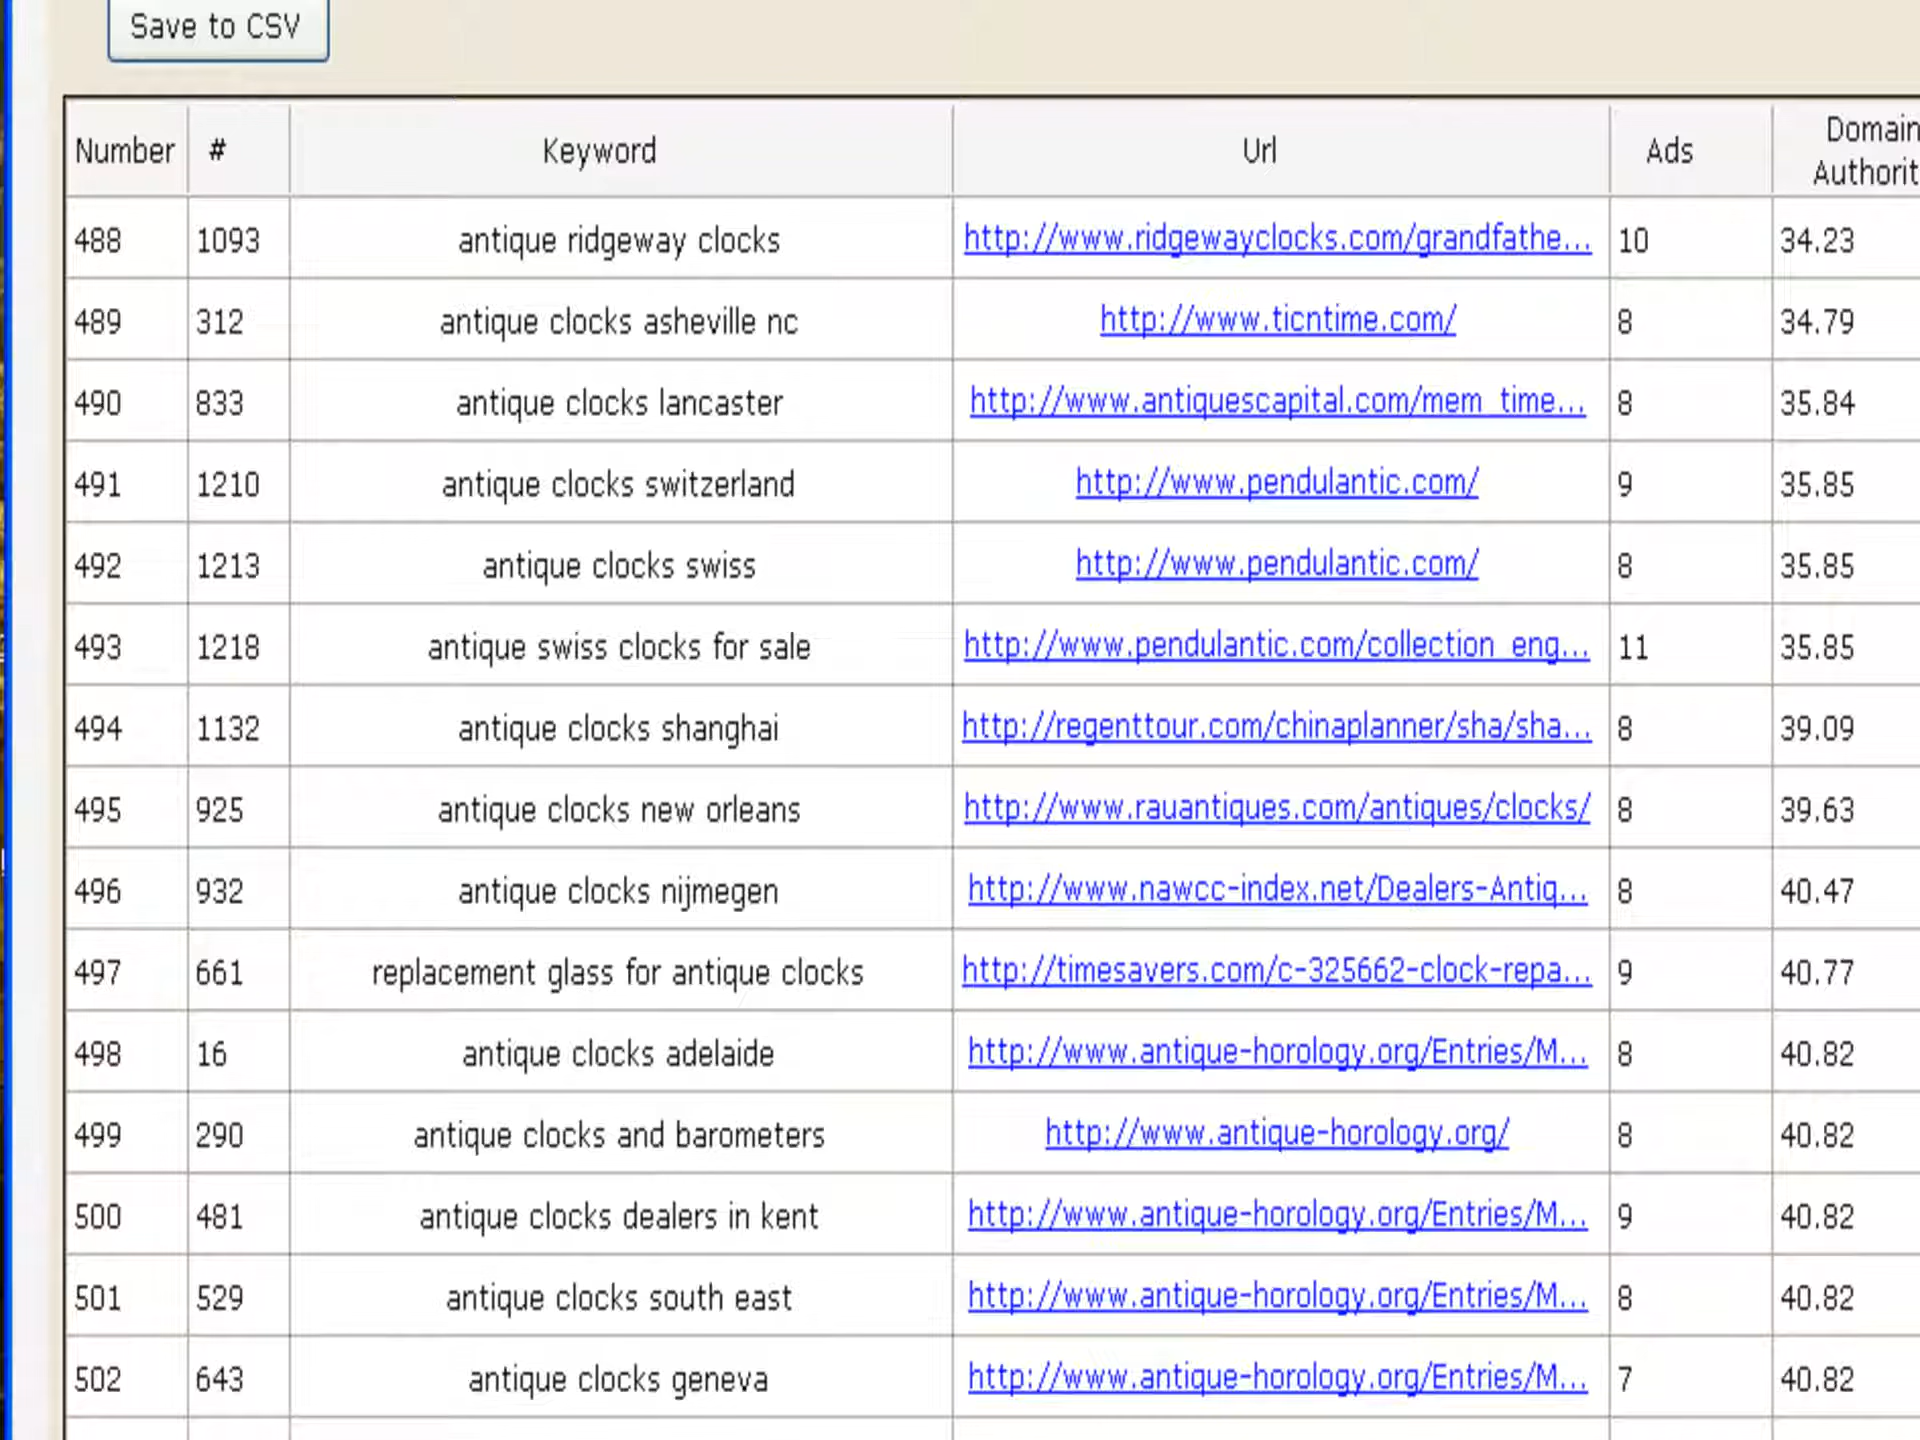 Save to CSV
Number # Keyword Url Ads Domain Authorit
488 1093 antique ridgeway clocks http://www.ridgewayclocks.com/grandfathe... 10 34.23
489 312 antique clocks asheville nc http://www.ticntime.com/ 8 34.79
490 833 antique clocks lancaster http://www.antiquescapital.com/mem_time... 8 35.84
491 1210 antique clocks switzerland http://www.pendulantic.com/ 9 35.85
492 1213 antique clocks swiss http://www.pendulantic.com/ 8 35.85
493 1218 antique swiss clocks for sale http://www.pendulantic.com/collection_eng... 11 35.85
494 1132 antique clocks shanghai http://regenttour.com/chinaplanner/sha/sha... 8 39.09
495 925 antique clocks new orleans http://www.rauantiques.com/antiques/clocks/ 8 39.63
496 932 antique clocks nijmegen http://www.nawcc-index.net/Dealers-Antiq... 8 40.47
497 661 replacement glass for antique clocks http://timesavers.com/c-325662-clock-repa... 9 40.77
498 16 antique clocks adelaide http://www.antique-horology.org/Entries/M... 8 40.82
499 290 antique clocks and barometers http://www.antique-horology.org/ 8 40.82
500 481 antique clocks dealers in kent http://www.antique-horology.org/Entries/M... 9 40.82
501 529 antique clocks south east http://www.antique-horology.org/Entries/M... 8 40.82
502 643 antique clocks geneva http://www.antique-horology.org/Entries/M... 7 40.82